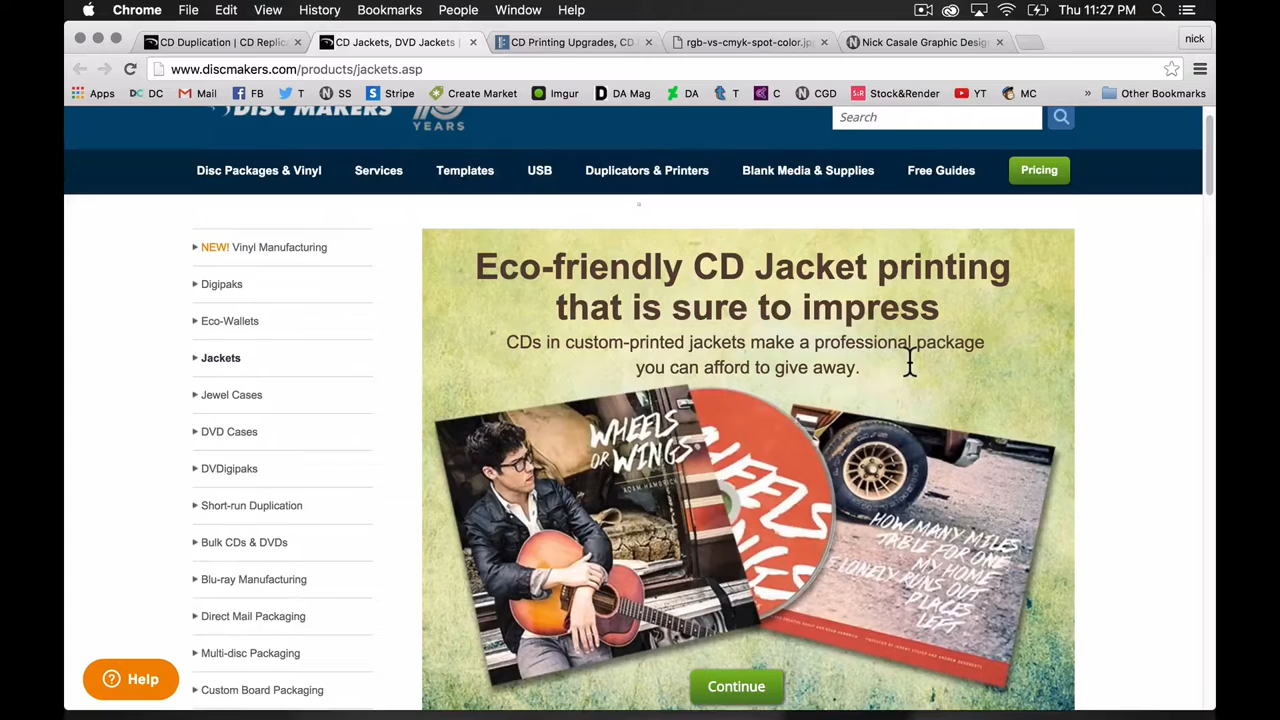 Chrome File Edit View History Bookmarks People Window Help Thu 11:27 PM
CD Duplication | CD Replic CD Jackets, DVD Jackets | CD Printing Upgrades, CD rgb-vs-cmyk-spot-color.jp Nick Casale Graphic Desig nick
www.discmakers.com/products/jackets.asp
Apps DC Mail FB T SS Stripe Create Market Imgur DA Mag DA T C CGD Stock&Render YT MC » Other Bookmarks
DISC MAKERS
YEARS
Search
Disc Packages & Vinyl Services Templates USB Duplicators & Printers Blank Media & Supplies Free Guides Pricing
NEW! Vinyl Manufacturing
Digipaks
Eco-Wallets
Jackets
Jewel Cases
DVD Cases
DVDigipaks
Short-run Duplication
Bulk CDs & DVDs
Blu-ray Manufacturing
Direct Mail Packaging
Multi-disc Packaging
Custom Board Packaging
Help
Eco-friendly CD Jacket printing
that is sure to impress
CDs in custom-printed jackets make a professional package
you can afford to give away.
WHEELS
OR WINGS
ADAM HAMBRICK
HOW MANY MILES
TABLE FOR ONE
MY HOME
LONELY RUNS OUT
PLACES
LEFT
Continue